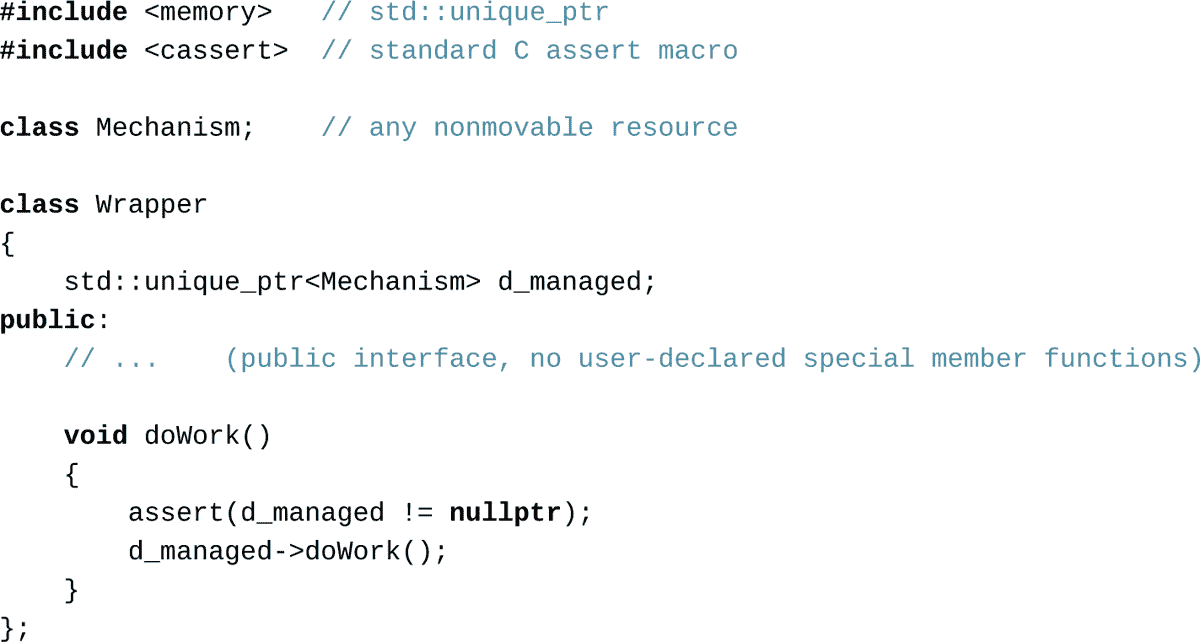 #include <memory>   // std::unique_ptr
#include <cassert>  // standard C assert macro

class Mechanism;    // any nonmovable resource

class Wrapper
{
    std::unique_ptr<Mechanism> d_managed;
public:
    // ...    (public interface, no user-declared special member functions)

    void doWork()
    {
        assert(d_managed != nullptr);
        d_managed->doWork();
    }
};